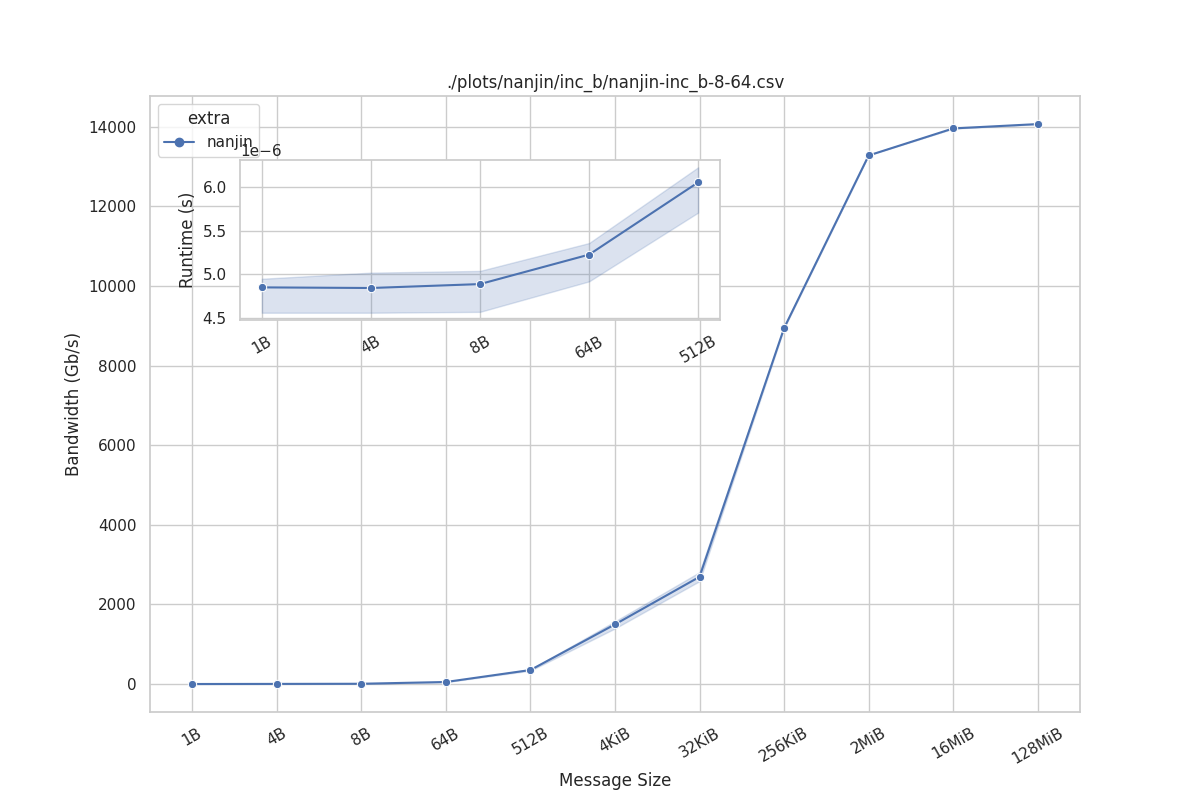 ./plots/nanjin/inc_b/nanjin-inc_b-8-64.csv
extra
nanjin
1e−6
Runtime (s)
6.0
5.5
5.0
4.5
1B 4B 8B 64B 512B
Bandwidth (Gb/s)
14000
12000
10000
8000
6000
4000
2000
0
1B 4B 8B 64B 512B 4KiB 32KiB 256KiB 2MiB 16MiB 128MiB
Message Size